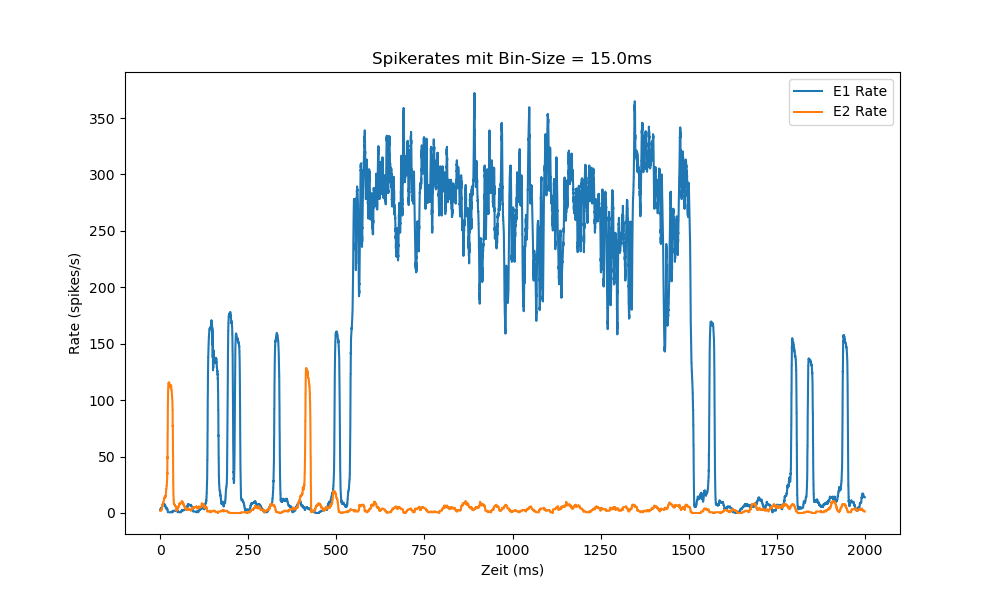 Spikerates mit Bin-Size = 15.0ms
E1 Rate
E2 Rate
Rate (spikes/s)
350
300
250
200
150
100
50
0
0 250 500 750 1000 1250 1500 1750 2000
Zeit (ms)